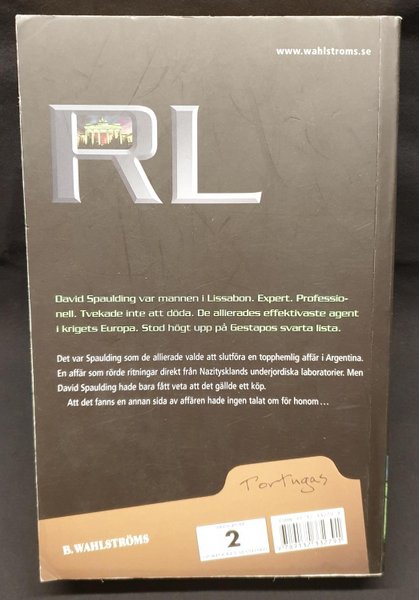 www.wahlstroms.se
RL
David Spaulding var mannen i Lissabon. Expert. Professio-
nell. Tvekade inte att döda. De allierades effektivaste agent
i krigets Europa. Stod högt upp på Gestapos svarta lista.
Det var Spaulding som de allierade valde att slutföra en topphemlig affär i Argentina.
En affär som rörde ritningar direkt från Nazitysklands underjordiska laboratorier. Men
David Spaulding hade bara fått veta att det gällde ett köp.
Att det fanns en annan sida av affären hade ingen talat om för honom...
Tortugas
B. WAHLSTRÖMS
2